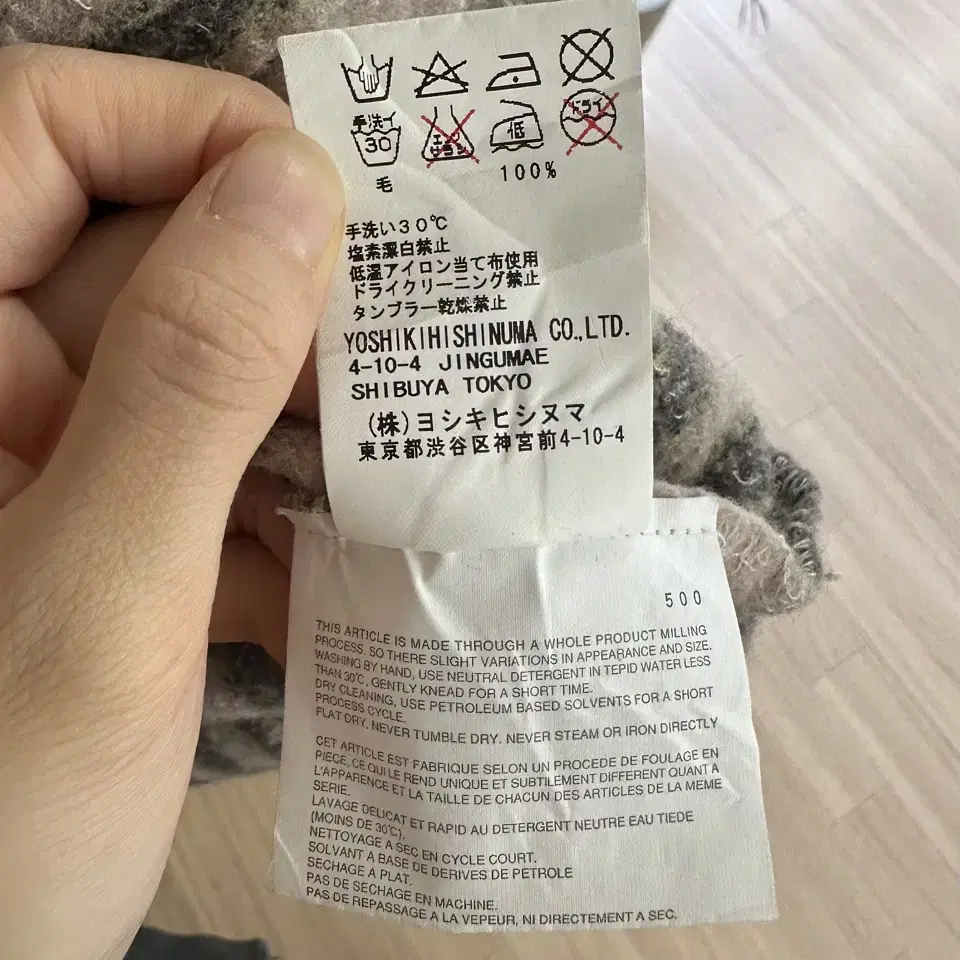 手洗イ
30
エンソサラシ
低
ドライ
毛 100%
手洗い30℃
塩素漂白禁止
低温アイロン当て布使用
ドライクリーニング禁止
タンブラー乾燥禁止
YOSHIKIHISHINUMA CO.,LTD.
4-10-4 JINGUMAE
SHIBUYA TOKYO
(株)ヨシキヒシヌマ
東京都渋谷区神宮前4-10-4
500
THIS ARTICLE IS MADE THROUGH A WHOLE PRODUCT MILLING
PROCESS. SO THERE SLIGHT VARIATIONS IN APPEARANCE AND SIZE.
WASHING BY HAND, USE NEUTRAL DETERGENT IN TEPID WATER LESS
THAN 30℃, GENTLY KNEAD FOR A SHORT TIME.
DRY CLEANING, USE PETROLEUM BASED SOLVENTS FOR A SHORT
PROCESS CYCLE.
FLAT DRY. NEVER TUMBLE DRY. NEVER STEAM OR IRON DIRECTLY
CET ARTICLE EST FABRIQUE SELON UN PROCEDE DE FOULAGE EN
PIECE, CE QUI LE REND UNIQUE ET SUBTILEMENT DIFFERENT QUANT A
L'APPARENCE ET LA TAILLE DE CHACUN DES ARTICLES DE LA MEME
SERIE.
LAVAGE DELICAT ET RAPID AU DETERGENT NEUTRE EAU TIEDE
(MOINS DE 30℃),
NETTOYAGE A SEC EN CYCLE COURT.
SOLVANT A BASE DE DERIVES DE PETROLE
SECHAGE A PLAT.
PAS DE SECHAGE EN MACHINE.
PAS DE REPASSAGE A LA VEPEUR, NI DIRECTEMENT A SEC.